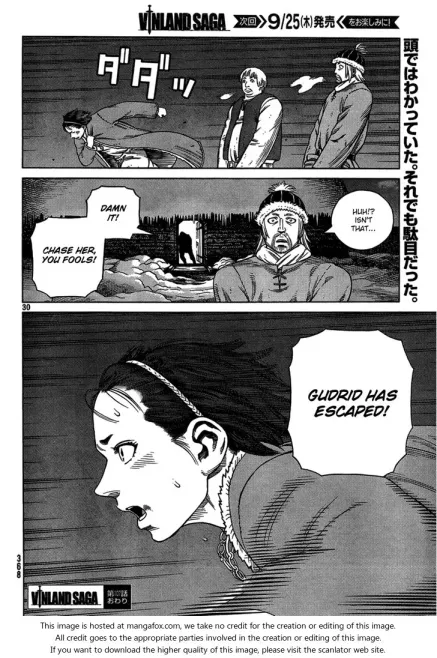 VINLAND SAGA 次回 9/25(木)発売 をお楽しみに!
頭ではわかっていた。それでも駄目だった。
ダダッ
HUH!?
ISN'T
THAT...
DAMN
IT!
CHASE HER,
YOU FOOLS!
30
GUDRID HAS
ESCAPED!
368
VINLAND SAGA
おわり
This image is hosted at mangafox.com, we take no credit for the creation or editing of this image.
All credit goes to the appropriate parties involved in the creation or editing of this image.
If you want to download the higher quality of this image, please visit the scanlator web site.